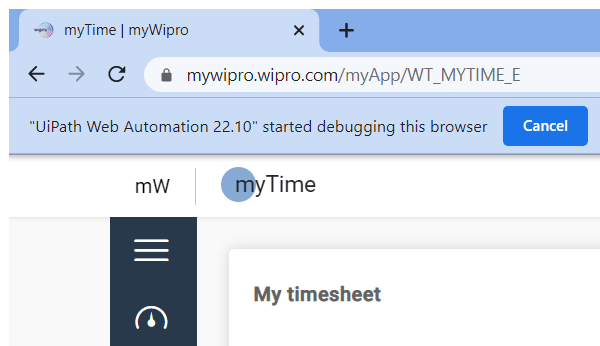 myTime | myWipro
mywipro.wipro.com/myApp/WT_MYTIME_E
"UiPath Web Automation 22.10" started debugging this browser
Cancel
mW
myTime
My timesheet